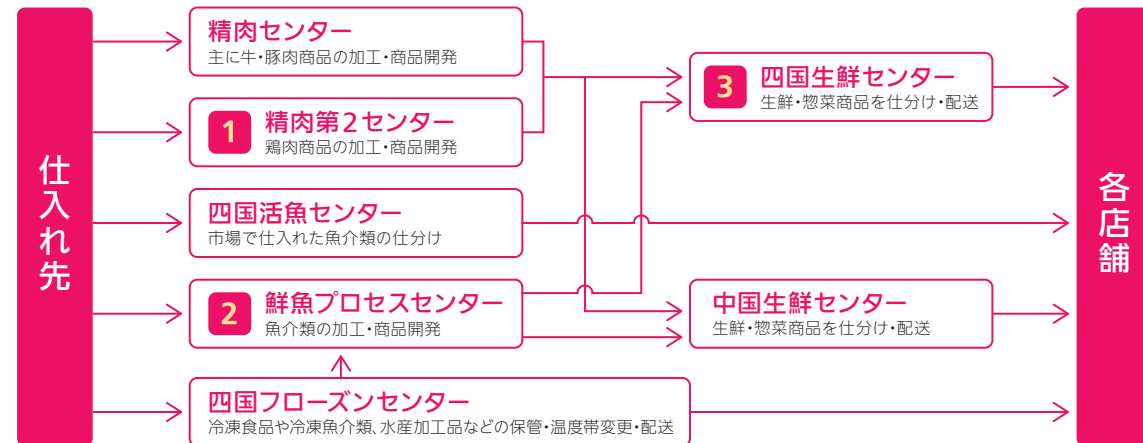 仕入れ先
精肉センター
主に牛・豚肉商品の加工・商品開発
1 精肉第2センター
鶏肉商品の加工・商品開発
四国活魚センター
市場で仕入れた魚介類の仕分け
2 鮮魚プロセスセンター
魚介類の加工・商品開発
四国フローズンセンター
冷凍食品や冷凍魚介類、水産加工品などの保管・温度帯変更・配送
3 四国生鮮センター
生鮮・惣菜商品を仕分け・配送
中国生鮮センター
生鮮・惣菜商品を仕分け・配送
各店舗